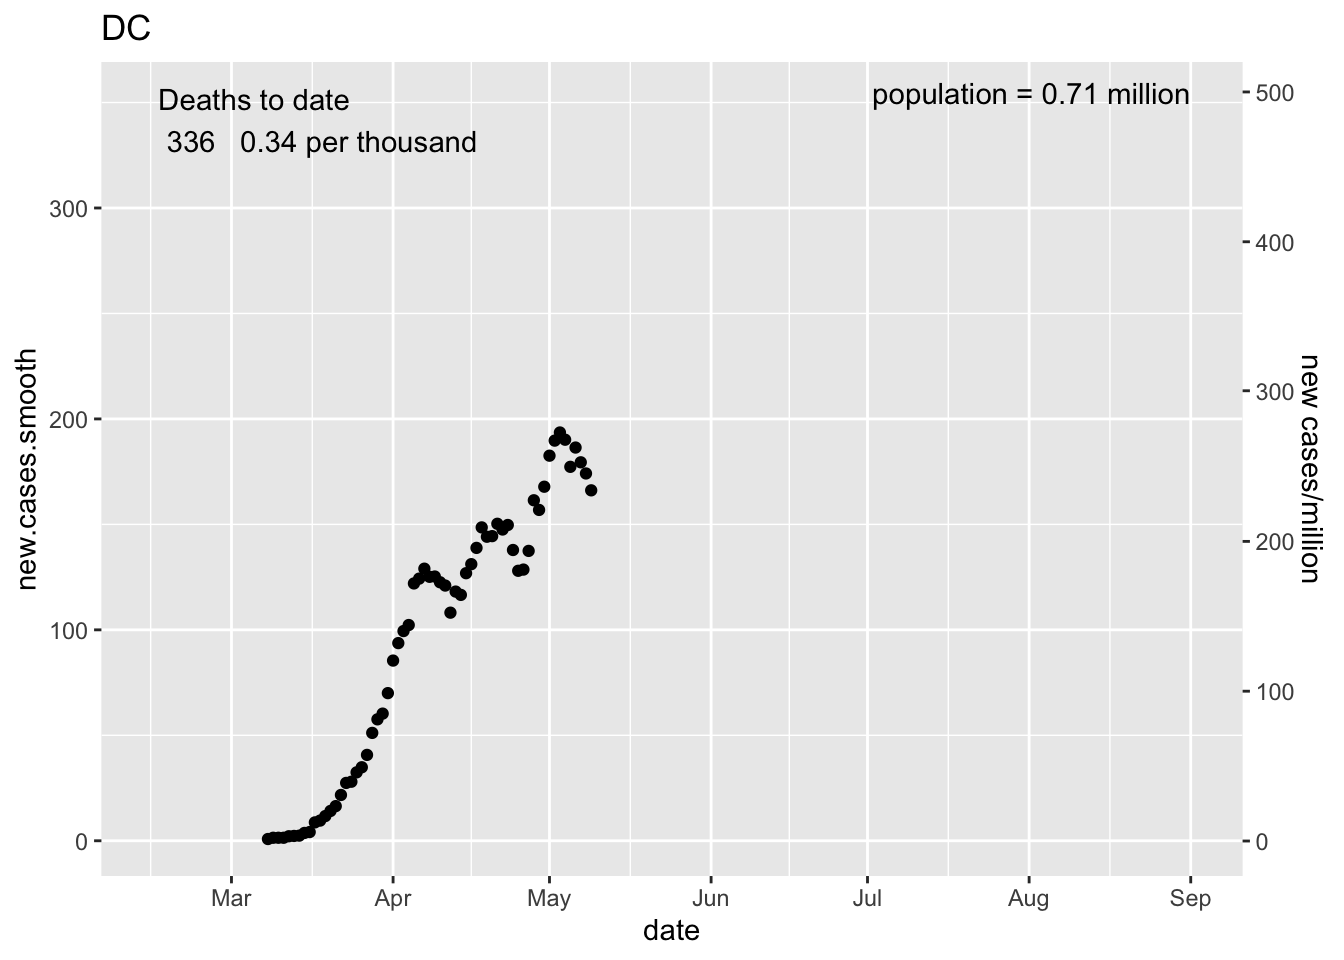 DC
Deaths to date
336 0.34 per thousand
population = 0.71 million
300
200
100
0
new.cases.smooth
500
400
300
200
100
0
new cases/million
Mar Apr May Jun Jul Aug Sep
date